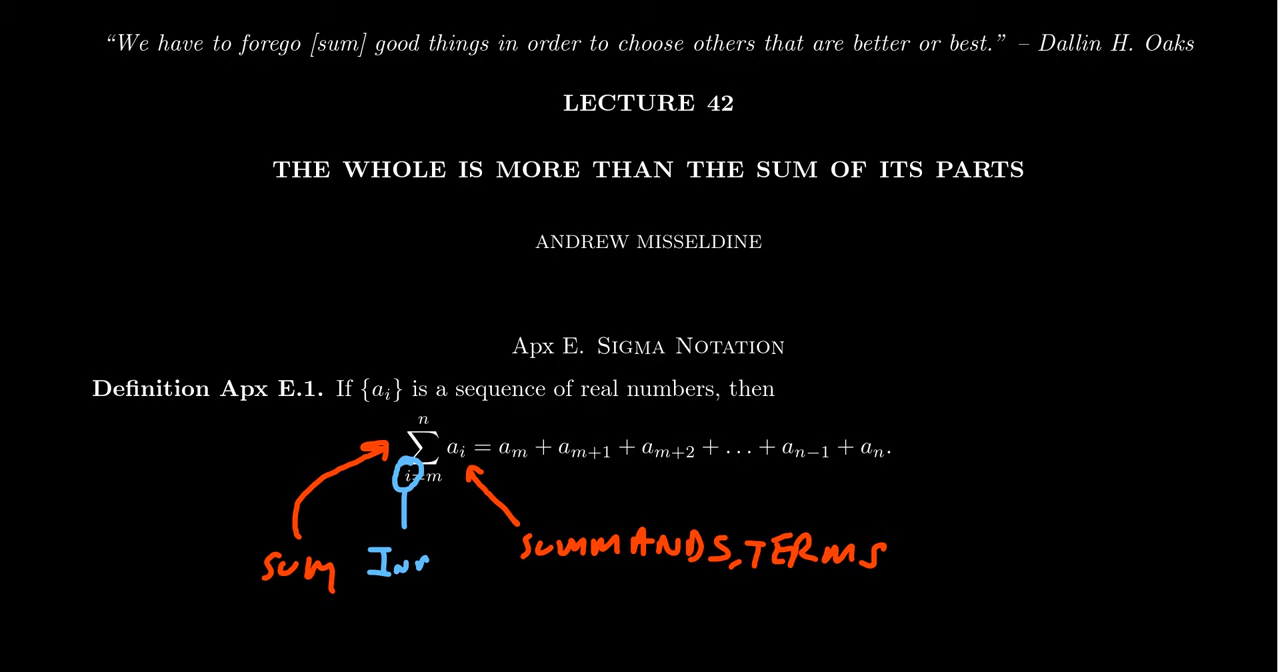 “We have to forego [sum] good things in order to choose others that are better or best.” – Dallin H. Oaks
LECTURE 42
THE WHOLE IS MORE THAN THE SUM OF ITS PARTS
ANDREW MISSELDINE
Apx E. Sigma Notation
Definition Apx E.1. If {aᵢ} is a sequence of real numbers, then
∑_{i=m}^{n} a_i = a_m + a_{m+1} + a_{m+2} + … + a_{n−1} + a_n.
SUM
SUMMANDS, TERMS